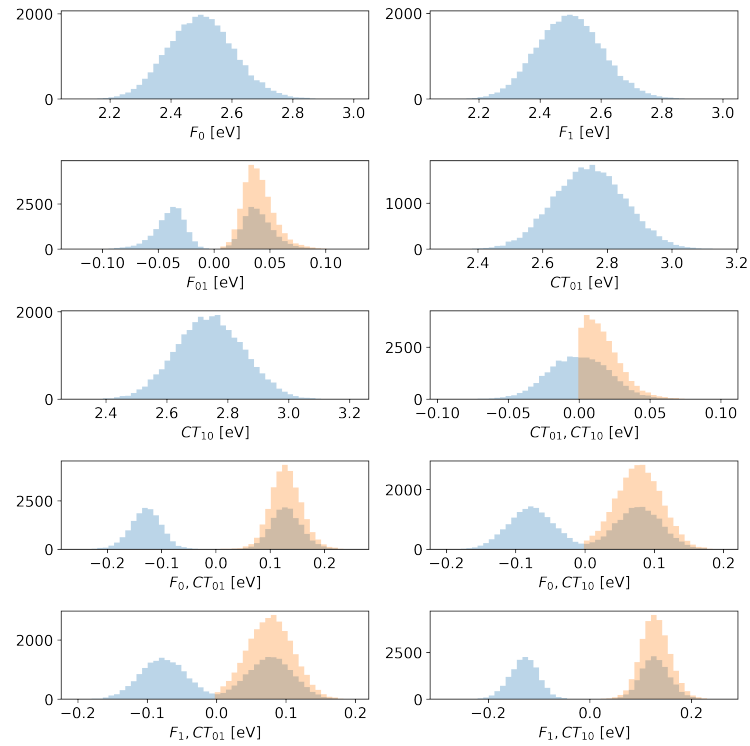 2000
0
2.2 2.4 2.6 2.8 3.0
F₀ [eV]
2000
0
2.2 2.4 2.6 2.8 3.0
F₁ [eV]
2500
0
−0.10 −0.05 0.00 0.05 0.10
F₀₁ [eV]
1000
0
2.4 2.6 2.8 3.0 3.2
CT₀₁ [eV]
2000
0
2.4 2.6 2.8 3.0 3.2
CT₁₀ [eV]
2500
0
−0.10 −0.05 0.00 0.05 0.10
CT₀₁, CT₁₀ [eV]
2500
0
−0.2 −0.1 0.0 0.1 0.2
F₀, CT₀₁ [eV]
2000
0
−0.2 −0.1 0.0 0.1 0.2
F₀, CT₁₀ [eV]
2000
0
−0.2 −0.1 0.0 0.1 0.2
F₁, CT₀₁ [eV]
2500
0
−0.2 0.0 0.2
F₁, CT₁₀ [eV]